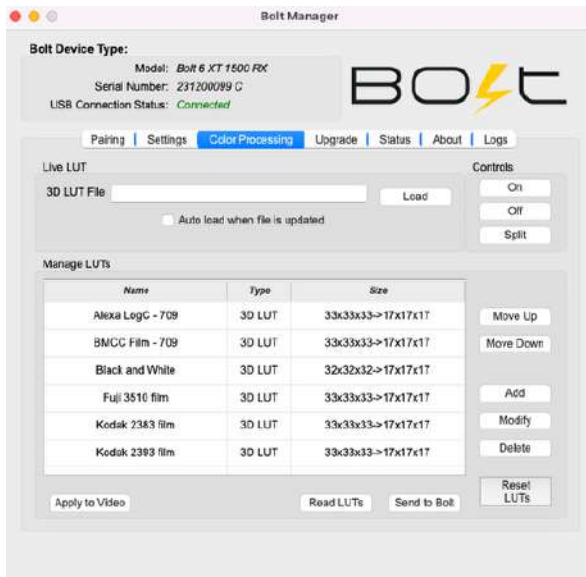 Bolt Manager
Bolt Device Type:
Model: Bolt 6 XT 1500 RX
Serial Number: 231200099 C
USB Connection Status: Connected
BOLT
Pairing Settings Color Processing Upgrade Status About Logs
Live LUT
Controls
3D LUT File
Load
On
Auto load when file is updated
Off
Split
Manage LUTs
Name Type Size
Alexa LogC - 709 3D LUT 33x33x33->17x17x17
Move Up
BMCC Film - 709 3D LUT 33x33x33->17x17x17
Move Down
Black and White 3D LUT 32x32x32->17x17x17
Fuji 3510 film 3D LUT 33x33x33->17x17x17
Add
Kodak 2383 film 3D LUT 33x33x33->17x17x17
Modify
Kodak 2393 film 3D LUT 33x33x33->17x17x17
Delete
Reset
LUTs
Apply to Video Read LUTs Send to Bolt